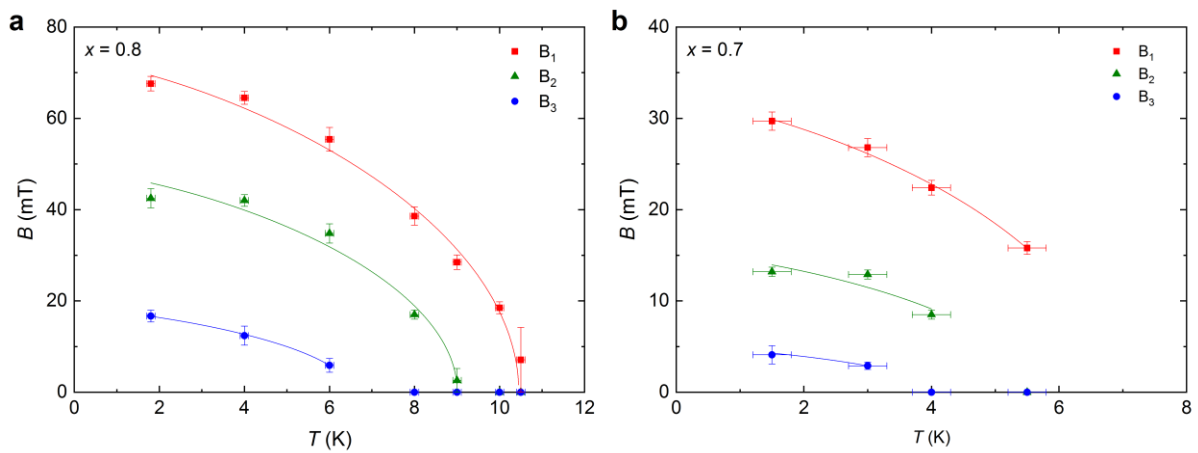 a
x = 0.8
B₁
B₂
B₃
80
60
40
20
0
B (mT)
0 2 4 6 8 10 12
T (K)
b
x = 0.7
B₁
B₂
B₃
40
30
20
10
0
B (mT)
0 2 4 6 8
T (K)